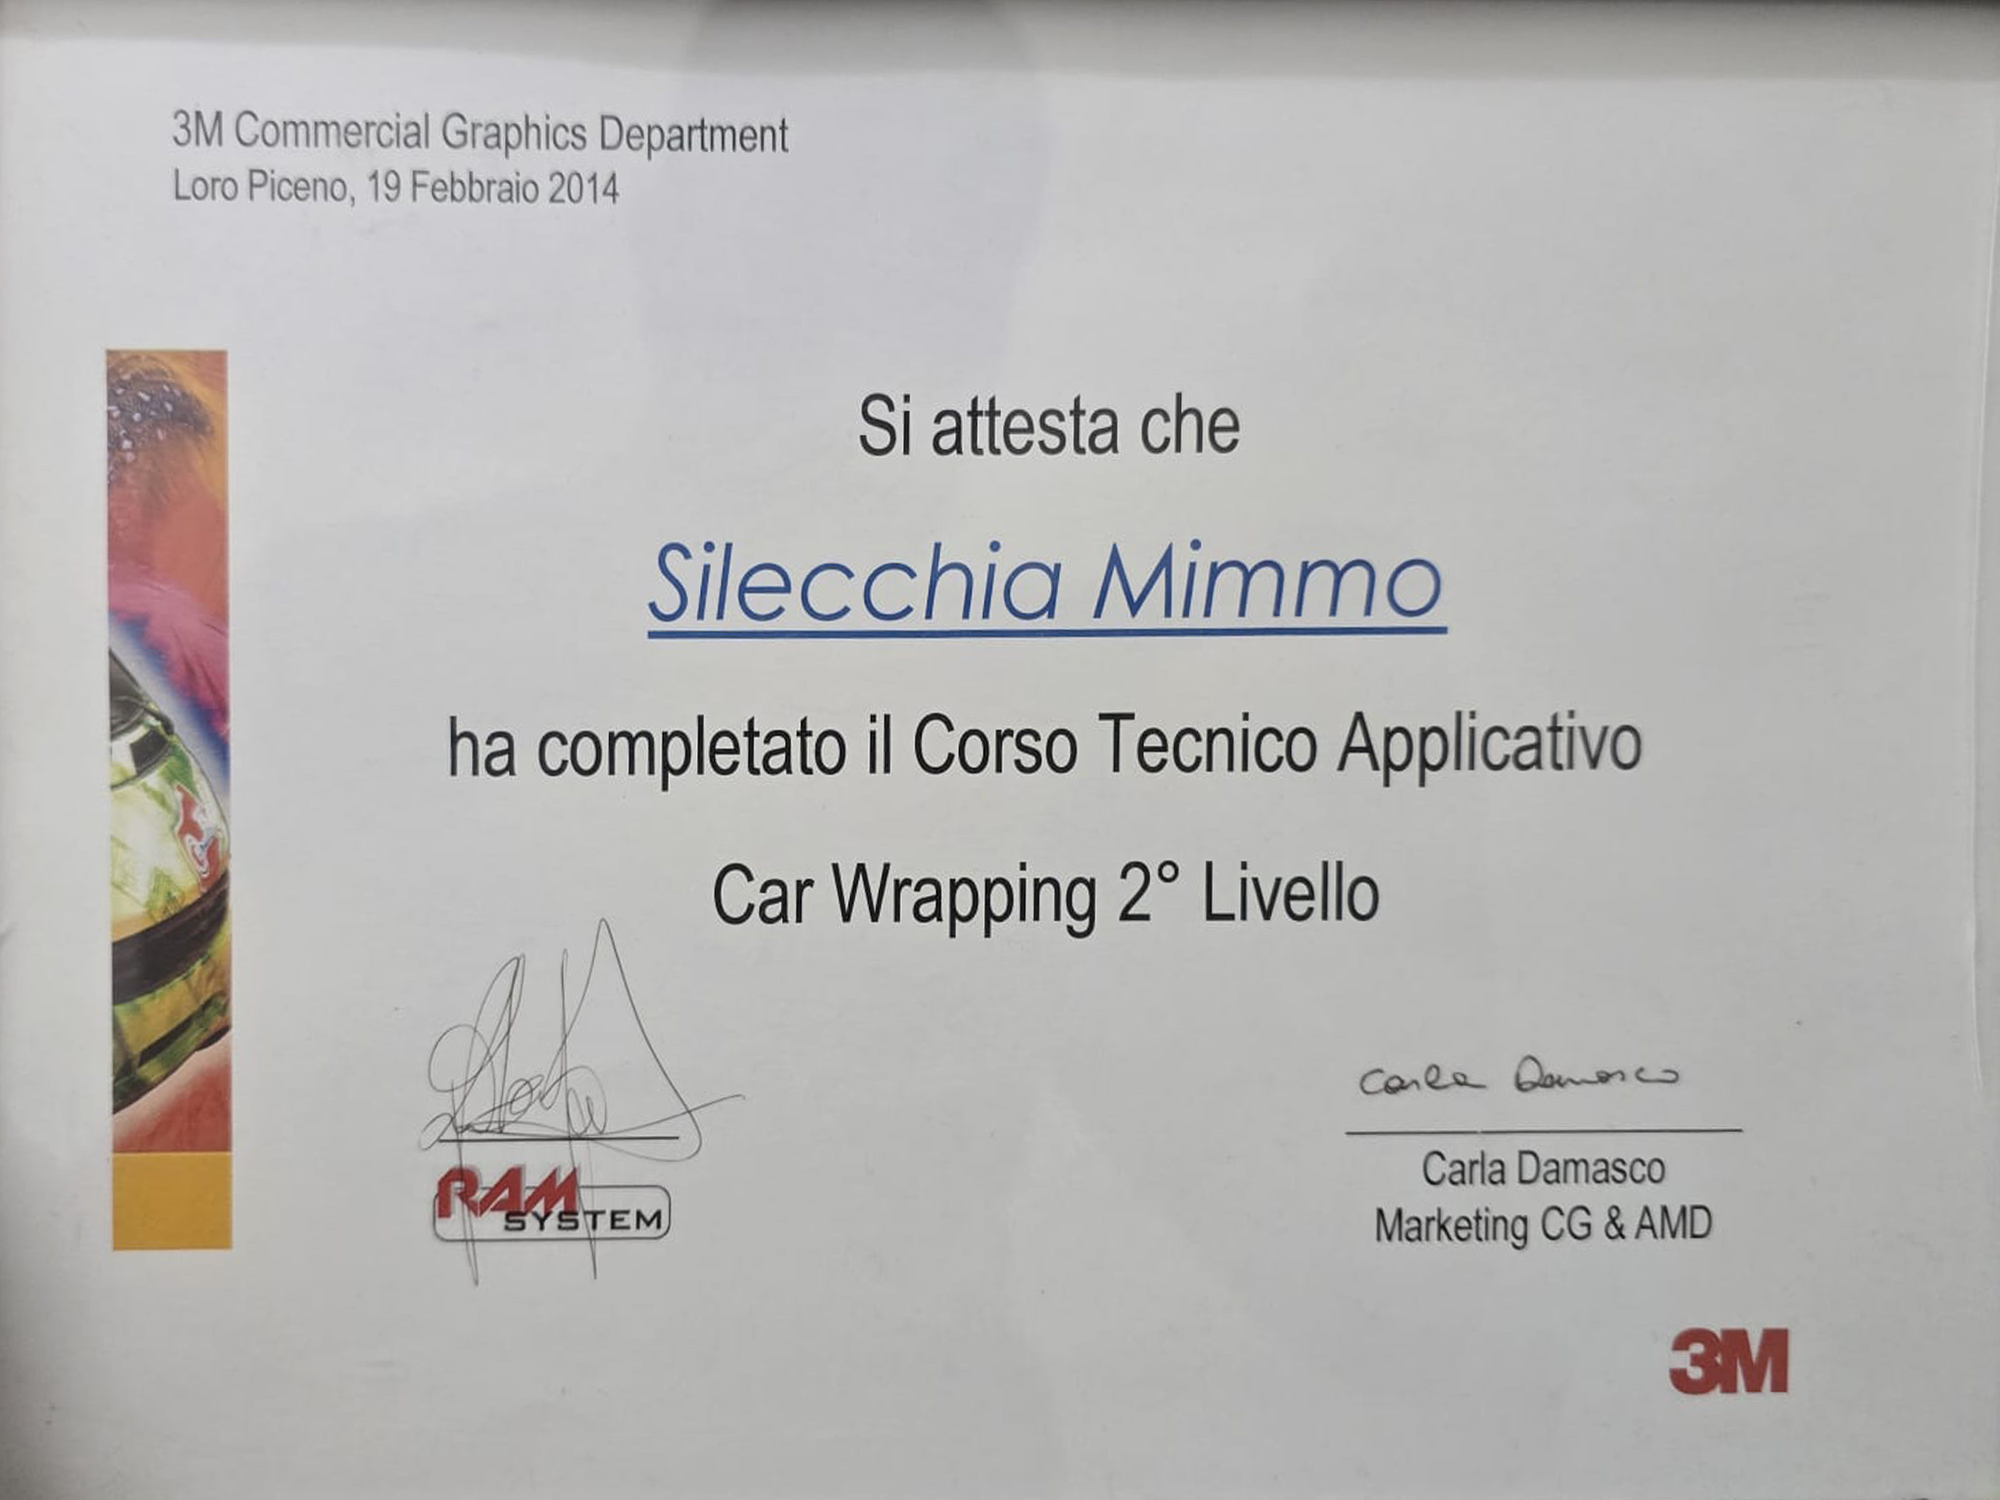 3M Commercial Graphics Department
Loro Piceno, 19 Febbraio 2014
Si attesta che
Silecchia Mimmo
ha completato il Corso Tecnico Applicativo
Car Wrapping 2° Livello
RAM
SYSTEM
Carla Damasco
Carla Damasco
Marketing CG & AMD
3M